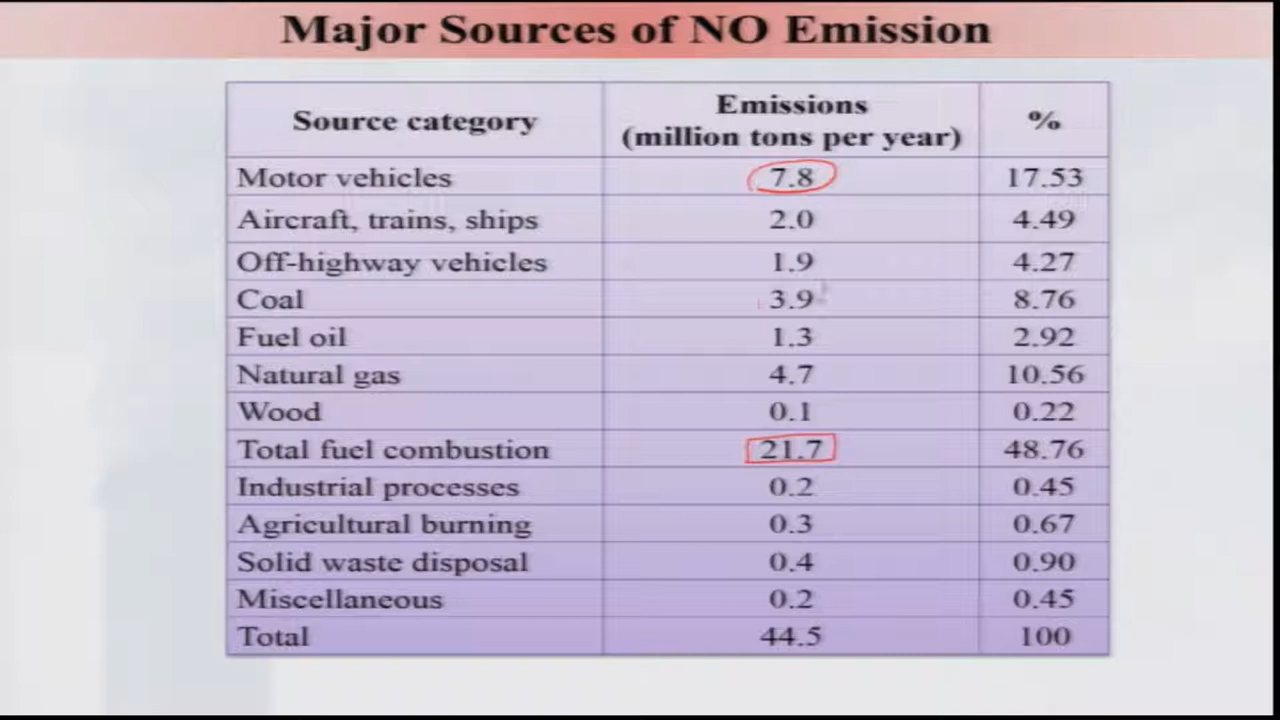 Major Sources of NO Emission
Source category Emissions (million tons per year) %
Motor vehicles 7.8 17.53
Aircraft, trains, ships 2.0 4.49
Off-highway vehicles 1.9 4.27
Coal 3.9 8.76
Fuel oil 1.3 2.92
Natural gas 4.7 10.56
Wood 0.1 0.22
Total fuel combustion 21.7 48.76
Industrial processes 0.2 0.45
Agricultural burning 0.3 0.67
Solid waste disposal 0.4 0.90
Miscellaneous 0.2 0.45
Total 44.5 100